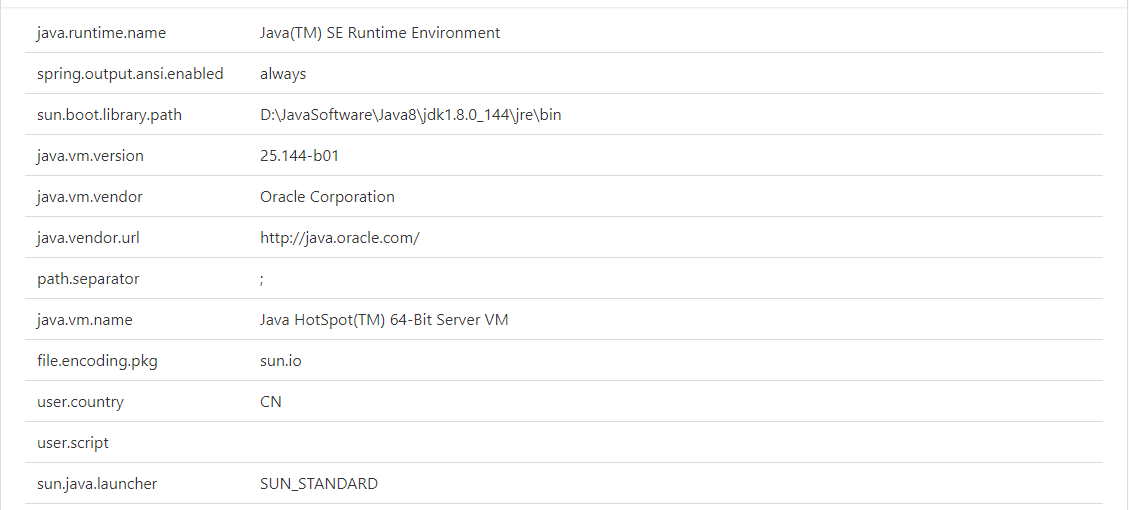 java.runtime.name Java(TM) SE Runtime Environment
spring.output.ansi.enabled always
sun.boot.library.path D:\JavaSoftware\Java8\jdk1.8.0_144\jre\bin
java.vm.version 25.144-b01
java.vm.vendor Oracle Corporation
java.vendor.url http://java.oracle.com/
path.separator ;
java.vm.name Java HotSpot(TM) 64-Bit Server VM
file.encoding.pkg sun.io
user.country CN
user.script
sun.java.launcher SUN_STANDARD